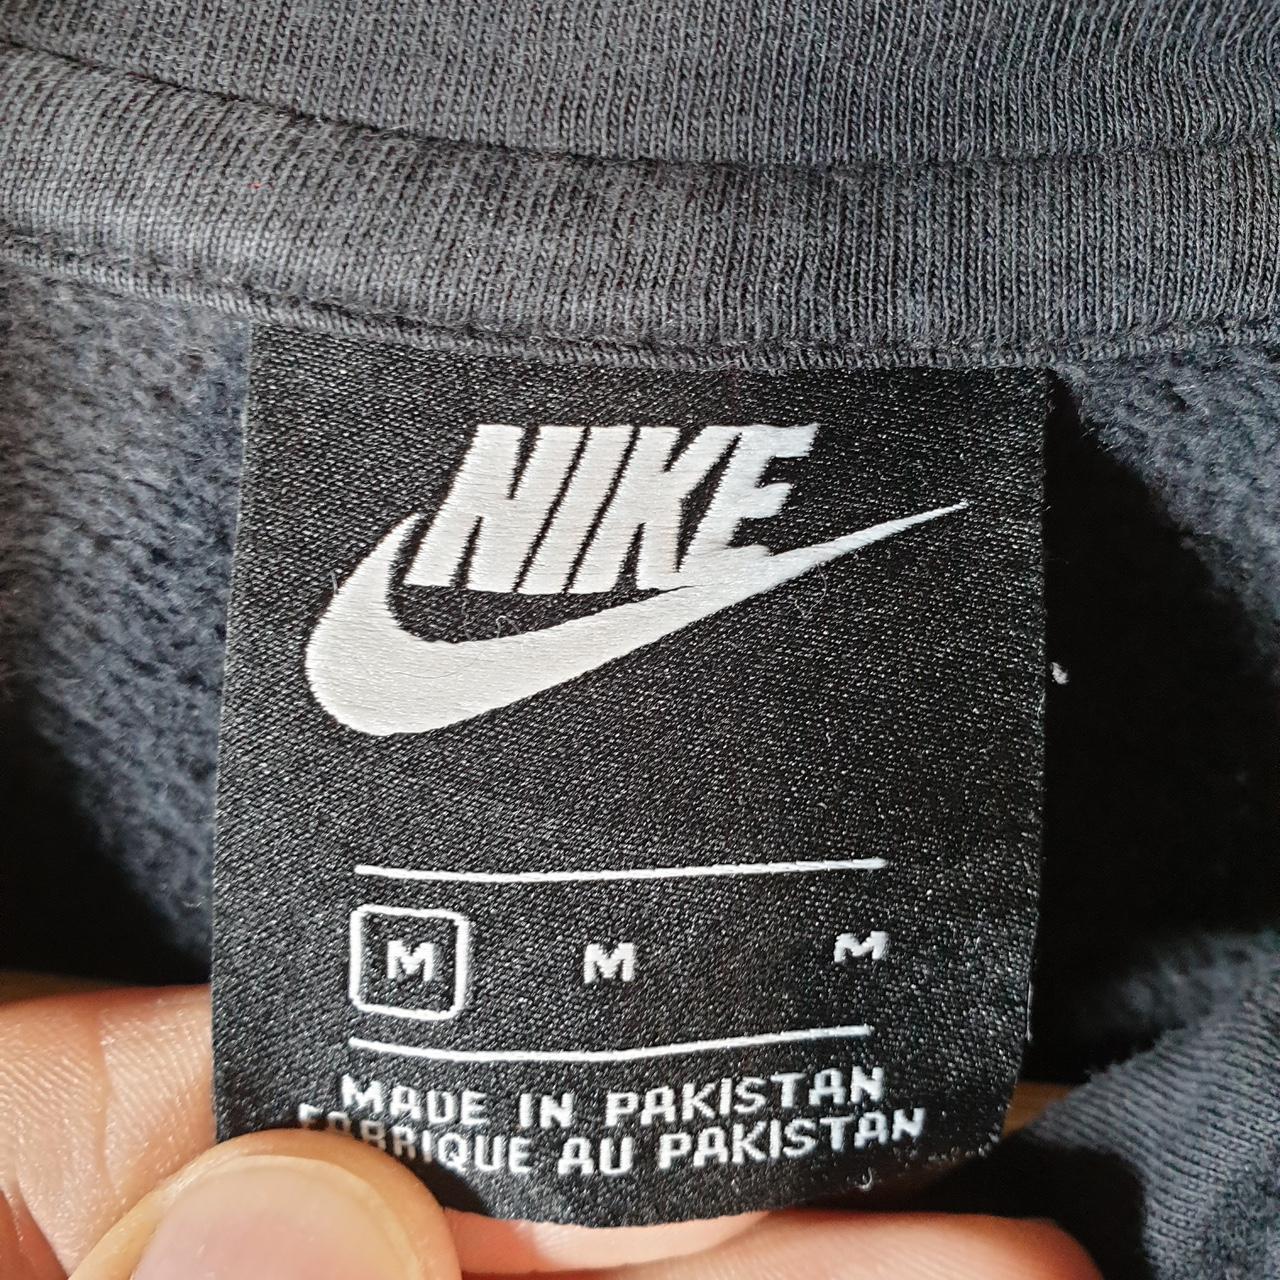 NIKE
M M M
MADE IN PAKISTAN
FABRIQUE AU PAKISTAN